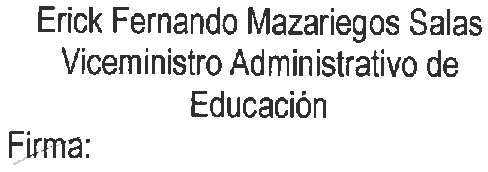 Erick Fernando Mazariegos Salas
Viceministro Administrativo de
Educación
Firma: